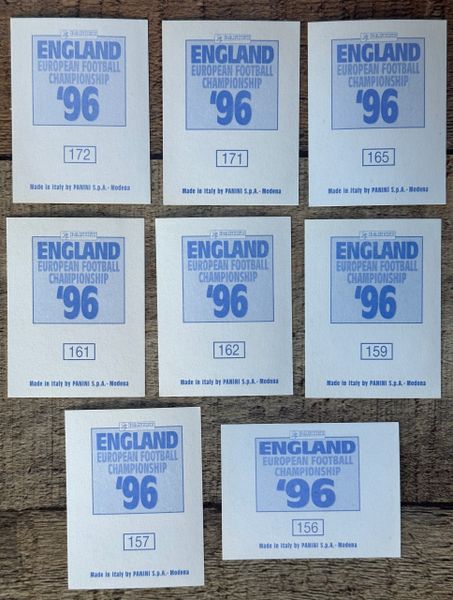 PANINI
ENGLAND
EUROPEAN FOOTBALL
CHAMPIONSHIP
'96
172
Made in Italy by PANINI S.p.A. - Modena
PANINI
ENGLAND
EUROPEAN FOOTBALL
CHAMPIONSHIP
'96
171
Made in Italy by PANINI S.p.A. - Modena
PANINI
ENGLAND
EUROPEAN FOOTBALL
CHAMPIONSHIP
'96
165
Made in Italy by PANINI S.p.A. - Modena
PANINI
ENGLAND
EUROPEAN FOOTBALL
CHAMPIONSHIP
'96
161
Made in Italy by PANINI S.p.A. - Modena
PANINI
ENGLAND
EUROPEAN FOOTBALL
CHAMPIONSHIP
'96
162
Made in Italy by PANINI S.p.A. - Modena
PANINI
ENGLAND
EUROPEAN FOOTBALL
CHAMPIONSHIP
'96
159
Made in Italy by PANINI S.p.A. - Modena
PANINI
ENGLAND
EUROPEAN FOOTBALL
CHAMPIONSHIP
'96
157
Made in Italy by PANINI S.p.A. - Modena
PANINI
ENGLAND
EUROPEAN FOOTBALL
CHAMPIONSHIP
'96
156
Made in Italy by PANINI S.p.A. - Modena